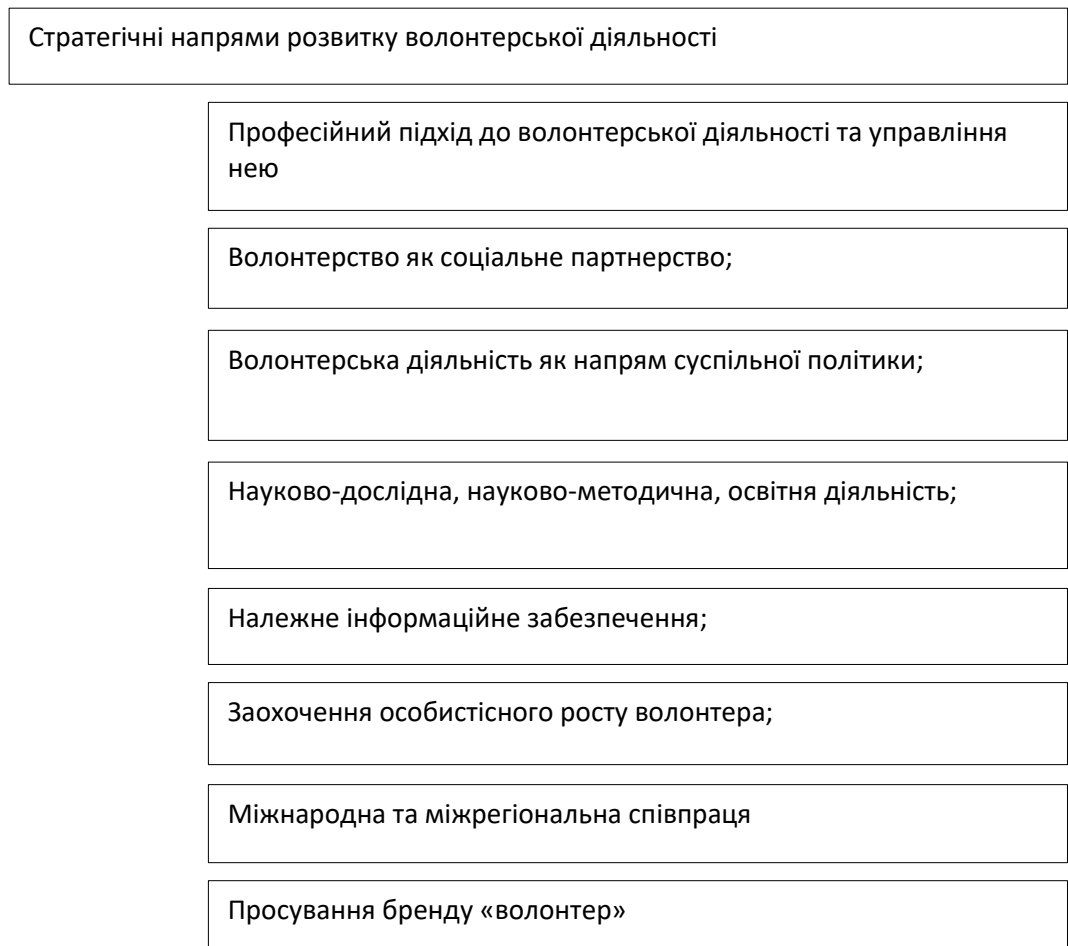 Стратегічні напрями розвитку волонтерської діяльності
Професійний підхід до волонтерської діяльності та управління
нею
Волонтерство як соціальне партнерство;
Волонтерська діяльність як напрям суспільної політики;
Науково-дослідна, науково-методична, освітня діяльність;
Належне інформаційне забезпечення;
Заохочення особистісного росту волонтера;
Міжнародна та міжрегіональна співпраця
Просування бренду «волонтер»